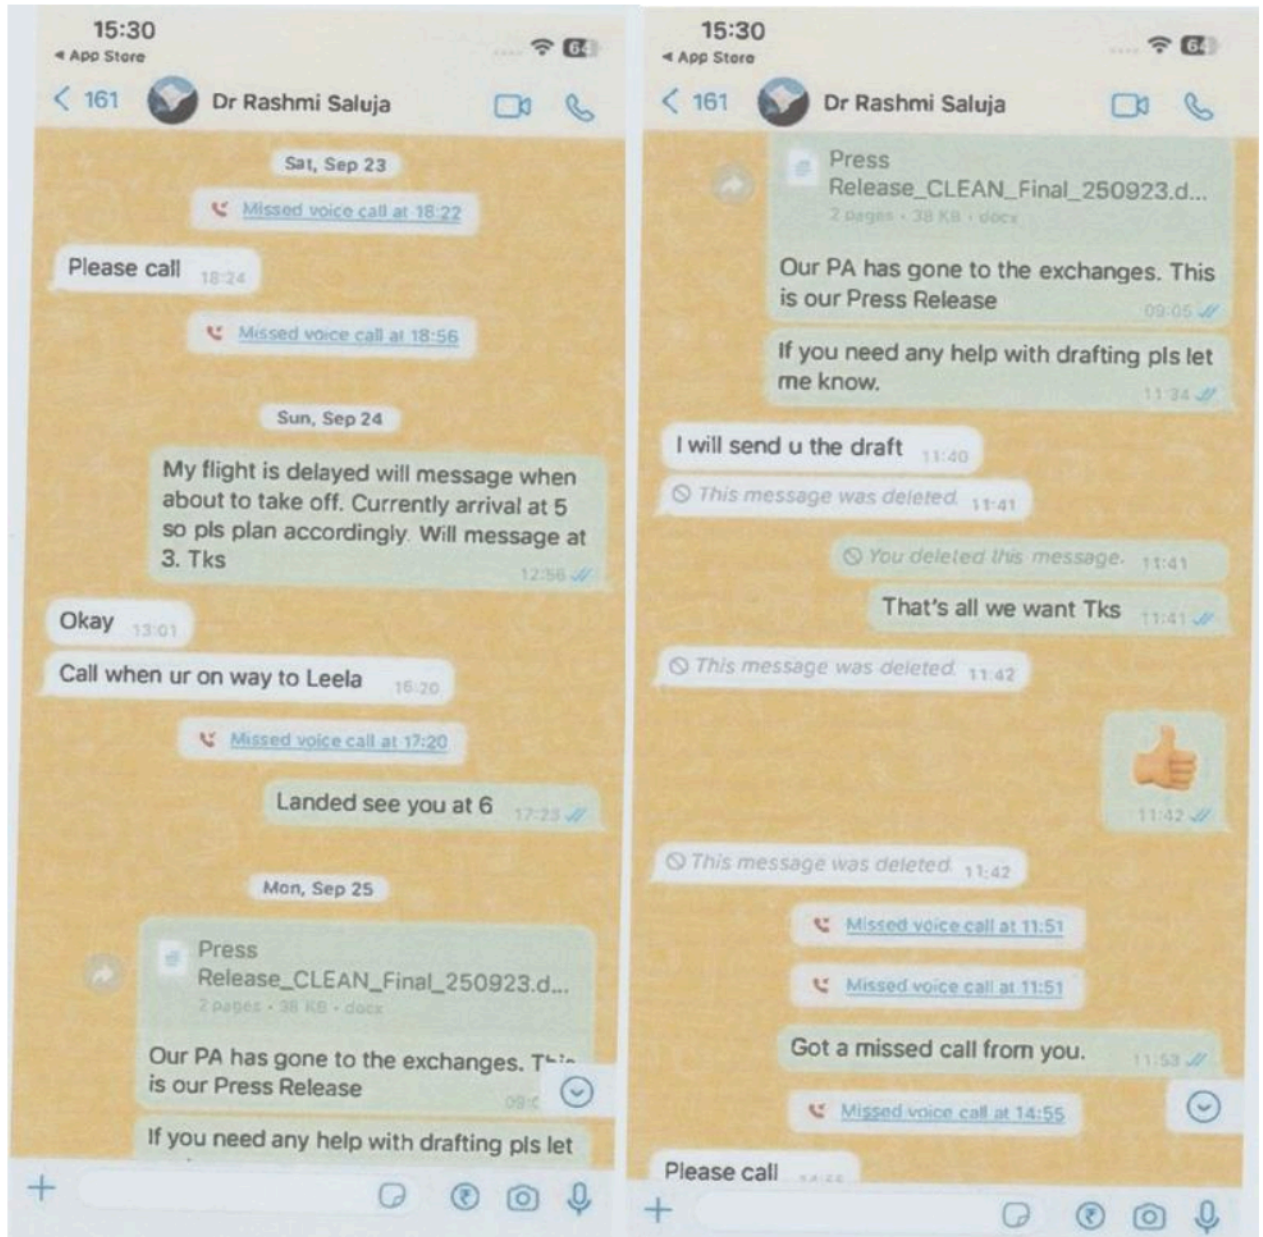 15:30
App Store
64
161
Dr Rashmi Saluja
Sat, Sep 23
Missed voice call at 18:22
Please call 18:24
Missed voice call at 18:56
Sun, Sep 24
My flight is delayed will message when
about to take off. Currently arrival at 5
so pls plan accordingly. Will message at
3. Tks
12:56
Okay 13:01
Call when ur on way to Leela 16:20
Missed voice call at 17:20
Landed see you at 6 17:23
Mon, Sep 25
Press
Release_CLEAN_Final_250923.d...
2 pages • 38 KB • docx
Our PA has gone to the exchanges.
is our Press Release
If you need any help with drafting pls let
15:30
App Store
64
161
Dr Rashmi Saluja
Press
Release_CLEAN_Final_250923.d...
2 pages • 38 KB • docx
Our PA has gone to the exchanges. This
is our Press Release
09:05
If you need any help with drafting pls let
me know.
11:34
I will send u the draft 11:40
This message was deleted. 11:41
You deleted this message. 11:41
That's all we want Tks 11:41
This message was deleted. 11:42
11:42
This message was deleted. 11:42
Missed voice call at 11:51
Missed voice call at 11:51
Got a missed call from you. 11:53
Missed voice call at 14:55
Please call